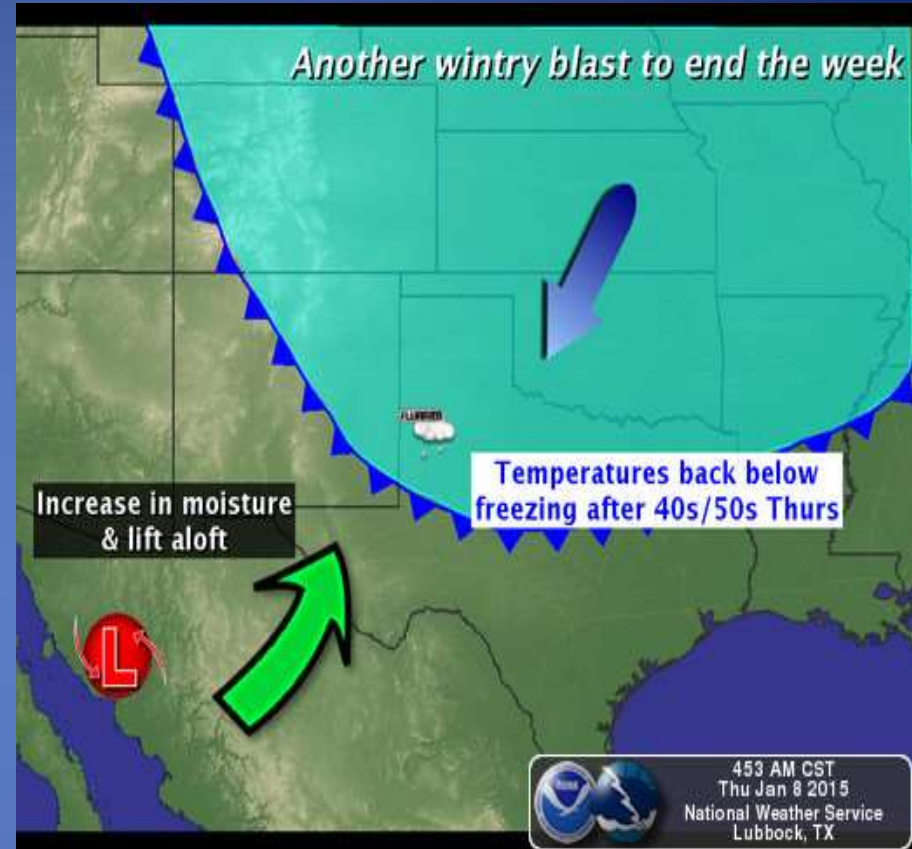 Another wintry blast to end the week
FLURRIES
Temperatures back below
freezing after 40s/50s Thurs
Increase in moisture
& lift aloft
L
453 AM CST
Thu Jan 8 2015
National Weather Service
Lubbock, TX